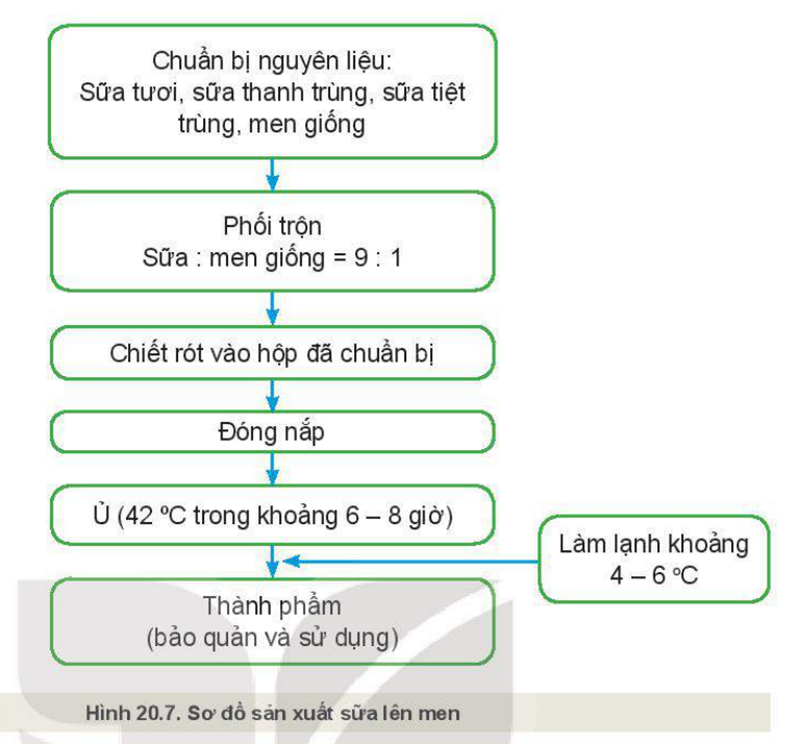 Chuẩn bị nguyên liệu:
Sữa tươi, sữa thanh trùng, sữa tiệt
trùng, men giống
Phối trộn
Sữa : men giống = 9 : 1
Chiết rót vào hộp đã chuẩn bị
Đóng nắp
Ủ (42 ºC trong khoảng 6 – 8 giờ)
Làm lạnh khoảng
4 – 6 ºC
Thành phẩm
(bảo quản và sử dụng)
Hình 20.7. Sơ đồ sản xuất sữa lên men